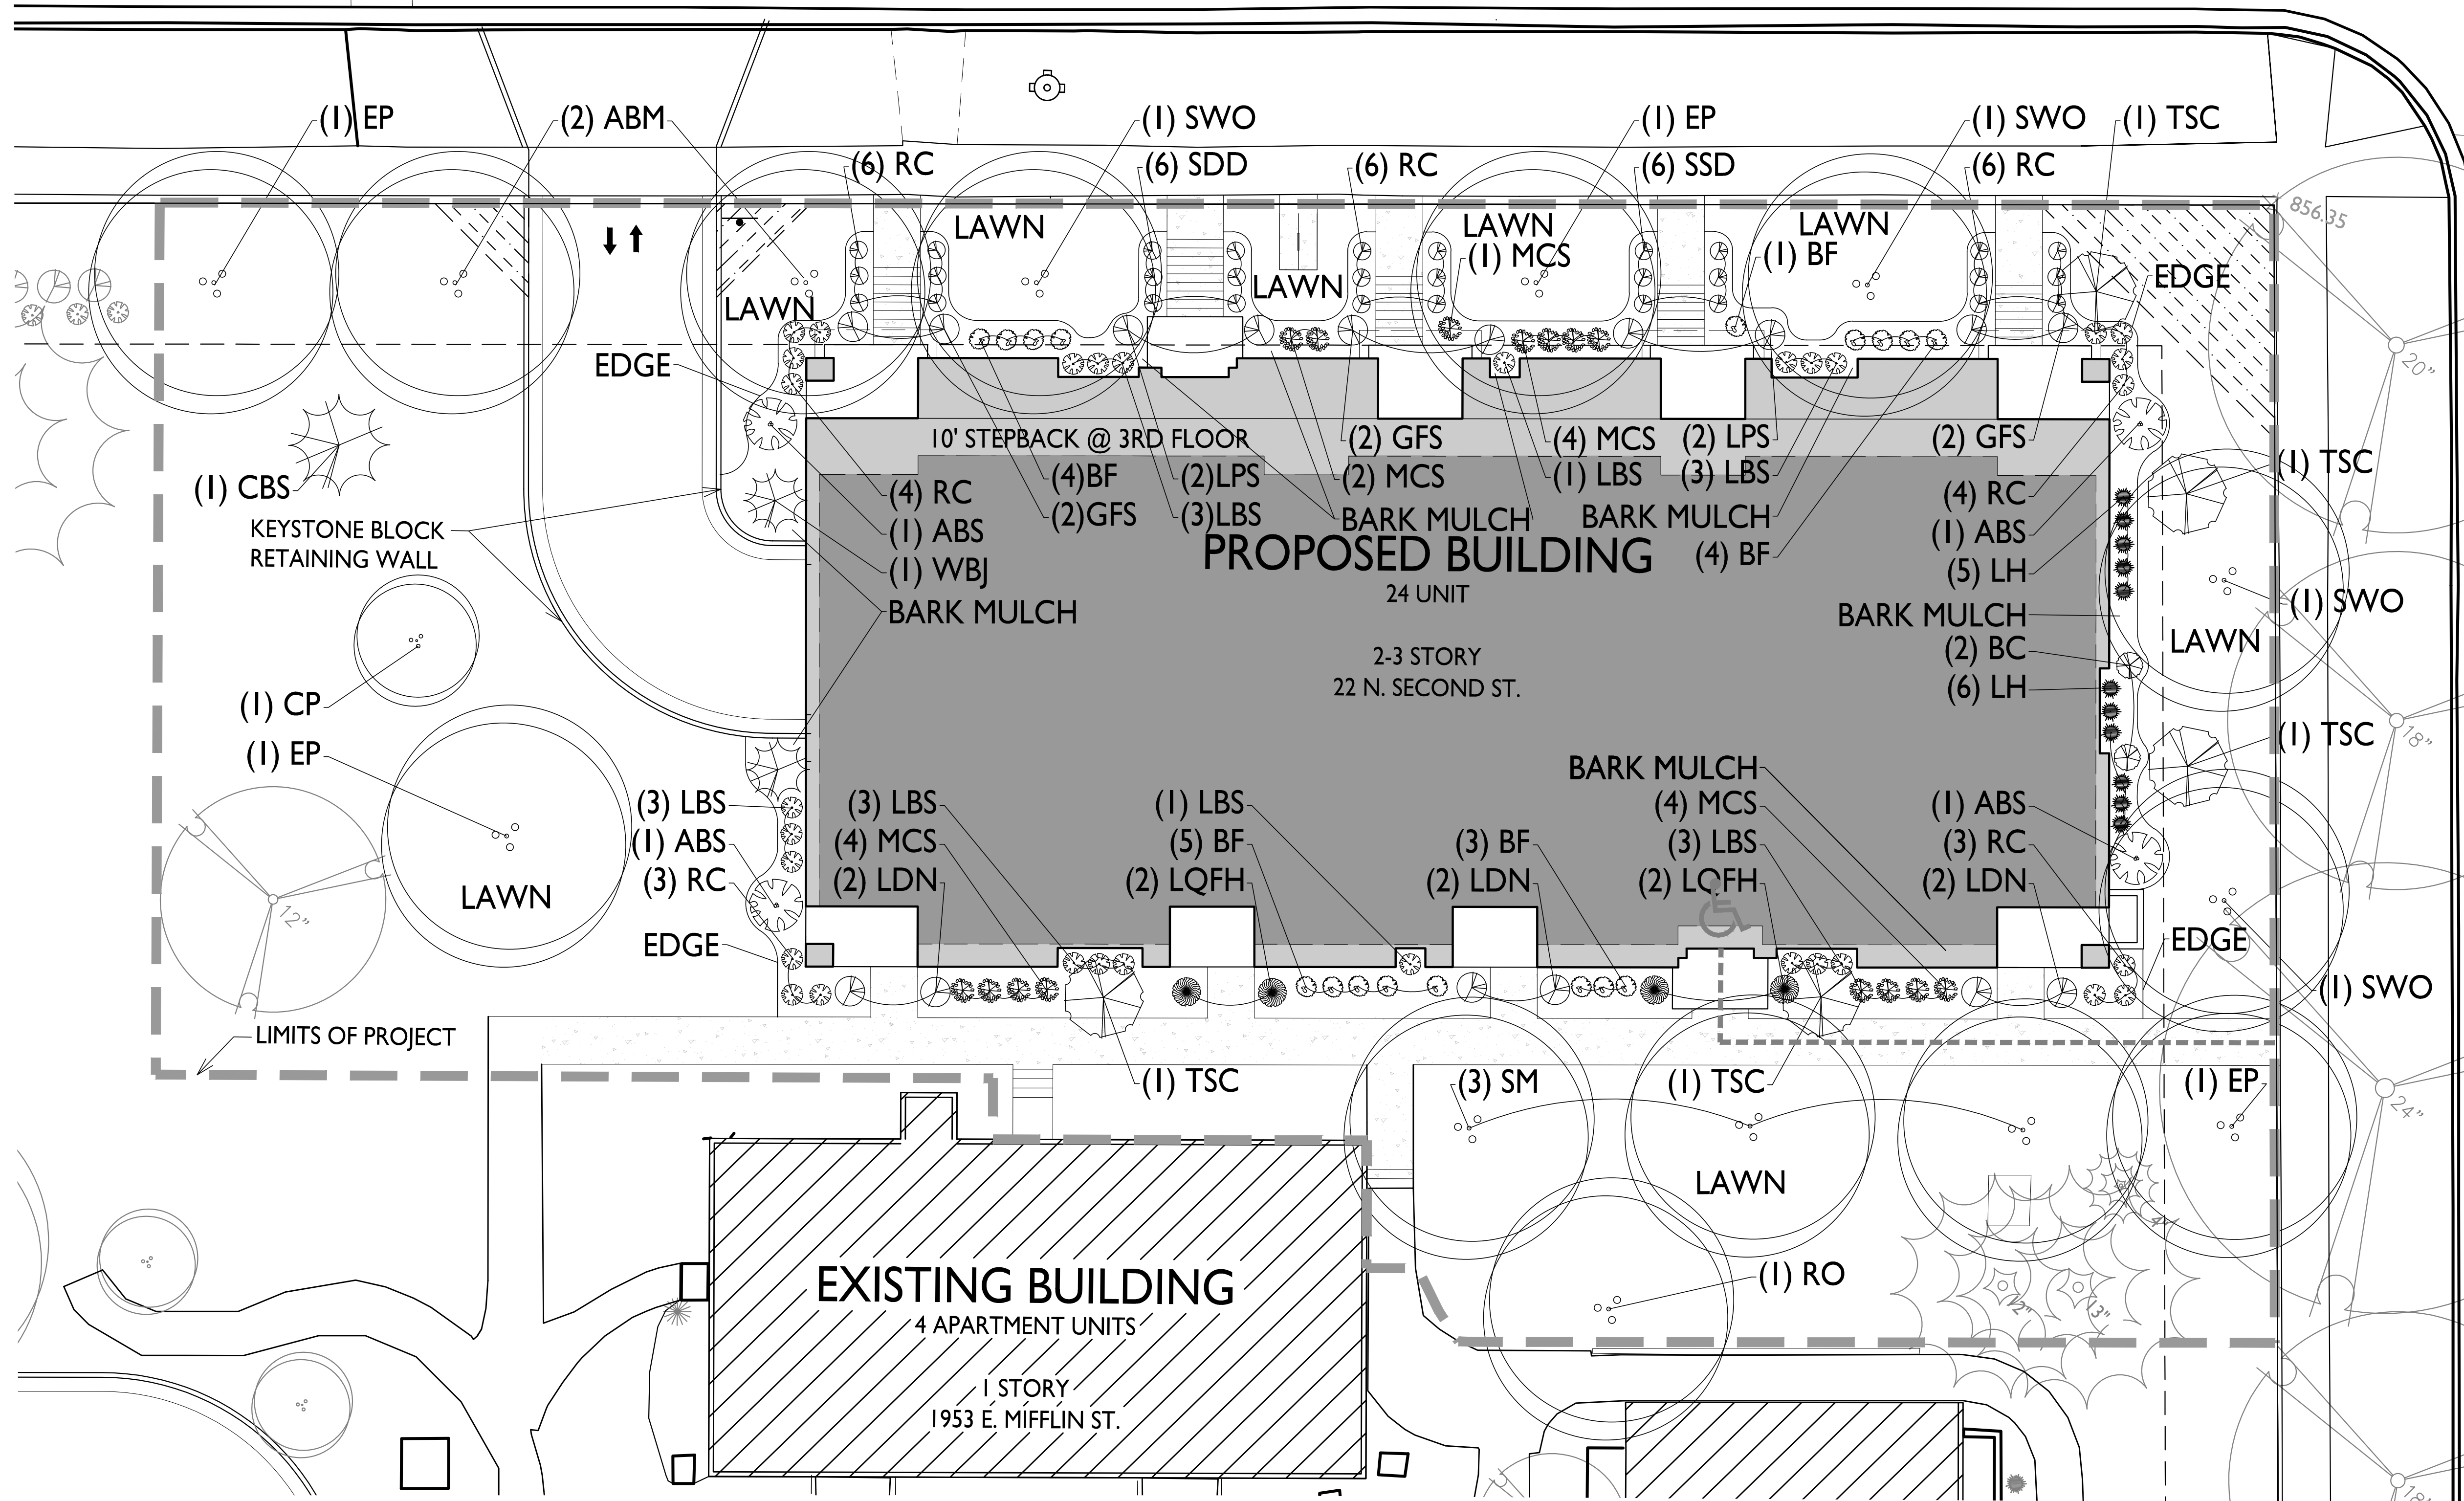 (1) EP
(2) ABM
(1) SWO
(1) EP
(1) SWO
(1) TSC
(6) RC
(6) SDD
(6) RC
(6) SSD
(6) RC
856.35
LAWN
LAWN
LAWN
(1) MCS
(1) BF
LAWN
LAWN
EDGE
EDGE
20"
10' STEPBACK @ 3RD FLOOR
(2) GFS
(4) MCS
(2) LPS
(2) GFS
(1) CBS
(4)BF
(2)LPS
(2) MCS
(1) LBS
(3) LBS
(1) TSC
(4) RC
(4) RC
(2)GFS
(3)LBS
BARK MULCH
BARK MULCH
KEYSTONE BLOCK
RETAINING WALL
(1) ABS
(1) ABS
PROPOSED BUILDING
(4) BF
(1) WBJ
(5) LH
24 UNIT
(1) SWO
BARK MULCH
BARK MULCH
LAWN
2-3 STORY
22 N. SECOND ST.
(2) BC
(6) LH
(1) CP
(1) TSC
18"
(1) EP
BARK MULCH
(3) LBS
(3) LBS
(1) LBS
(4) MCS
(1) ABS
(1) ABS
(4) MCS
(5) BF
(3) BF
(3) LBS
(3) RC
(3) RC
(2) LDN
(2) LQFH
(2) LDN
(2) LQFH
(2) LDN
LAWN
12"
EDGE
EDGE
(1) SWO
LIMITS OF PROJECT
(1) TSC
(3) SM
(1) TSC
(1) EP
24"
LAWN
4"
(1) RO
12"
13"
EXISTING BUILDING
4 APARTMENT UNITS
1 STORY
1953 E. MIFFLIN ST.